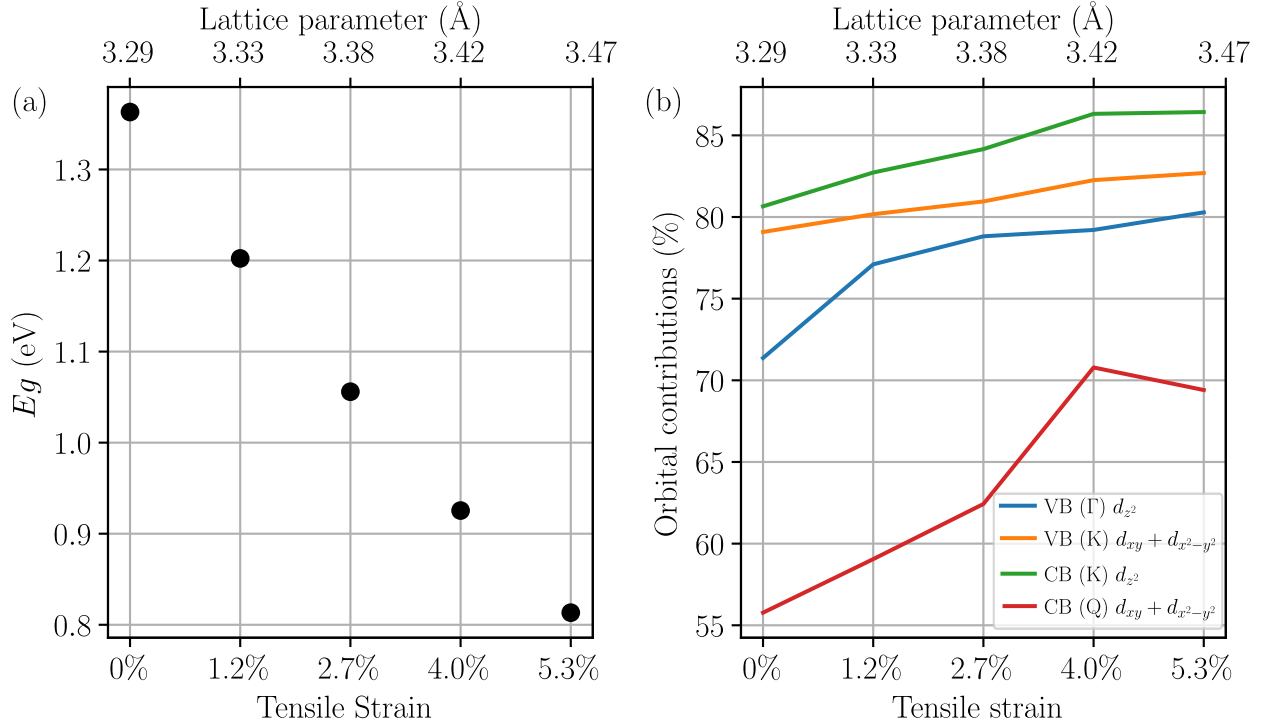 Lattice parameter (Å)
3.29 3.33 3.38 3.42 3.47
(a)
1.3
1.2
1.1
1.0
0.9
0.8
Eg (eV)
0% 1.2% 2.7% 4.0% 5.3%
Tensile Strain
Lattice parameter (Å)
3.29 3.33 3.38 3.42 3.47
(b)
85
80
75
70
65
60
55
Orbital contributions (%)
VB (Γ) $d_{z^2}$
VB (K) $d_{xy} + d_{x^2-y^2}$
CB (K) $d_{z^2}$
CB (Q) $d_{xy} + d_{x^2-y^2}$
0% 1.2% 2.7% 4.0% 5.3%
Tensile strain